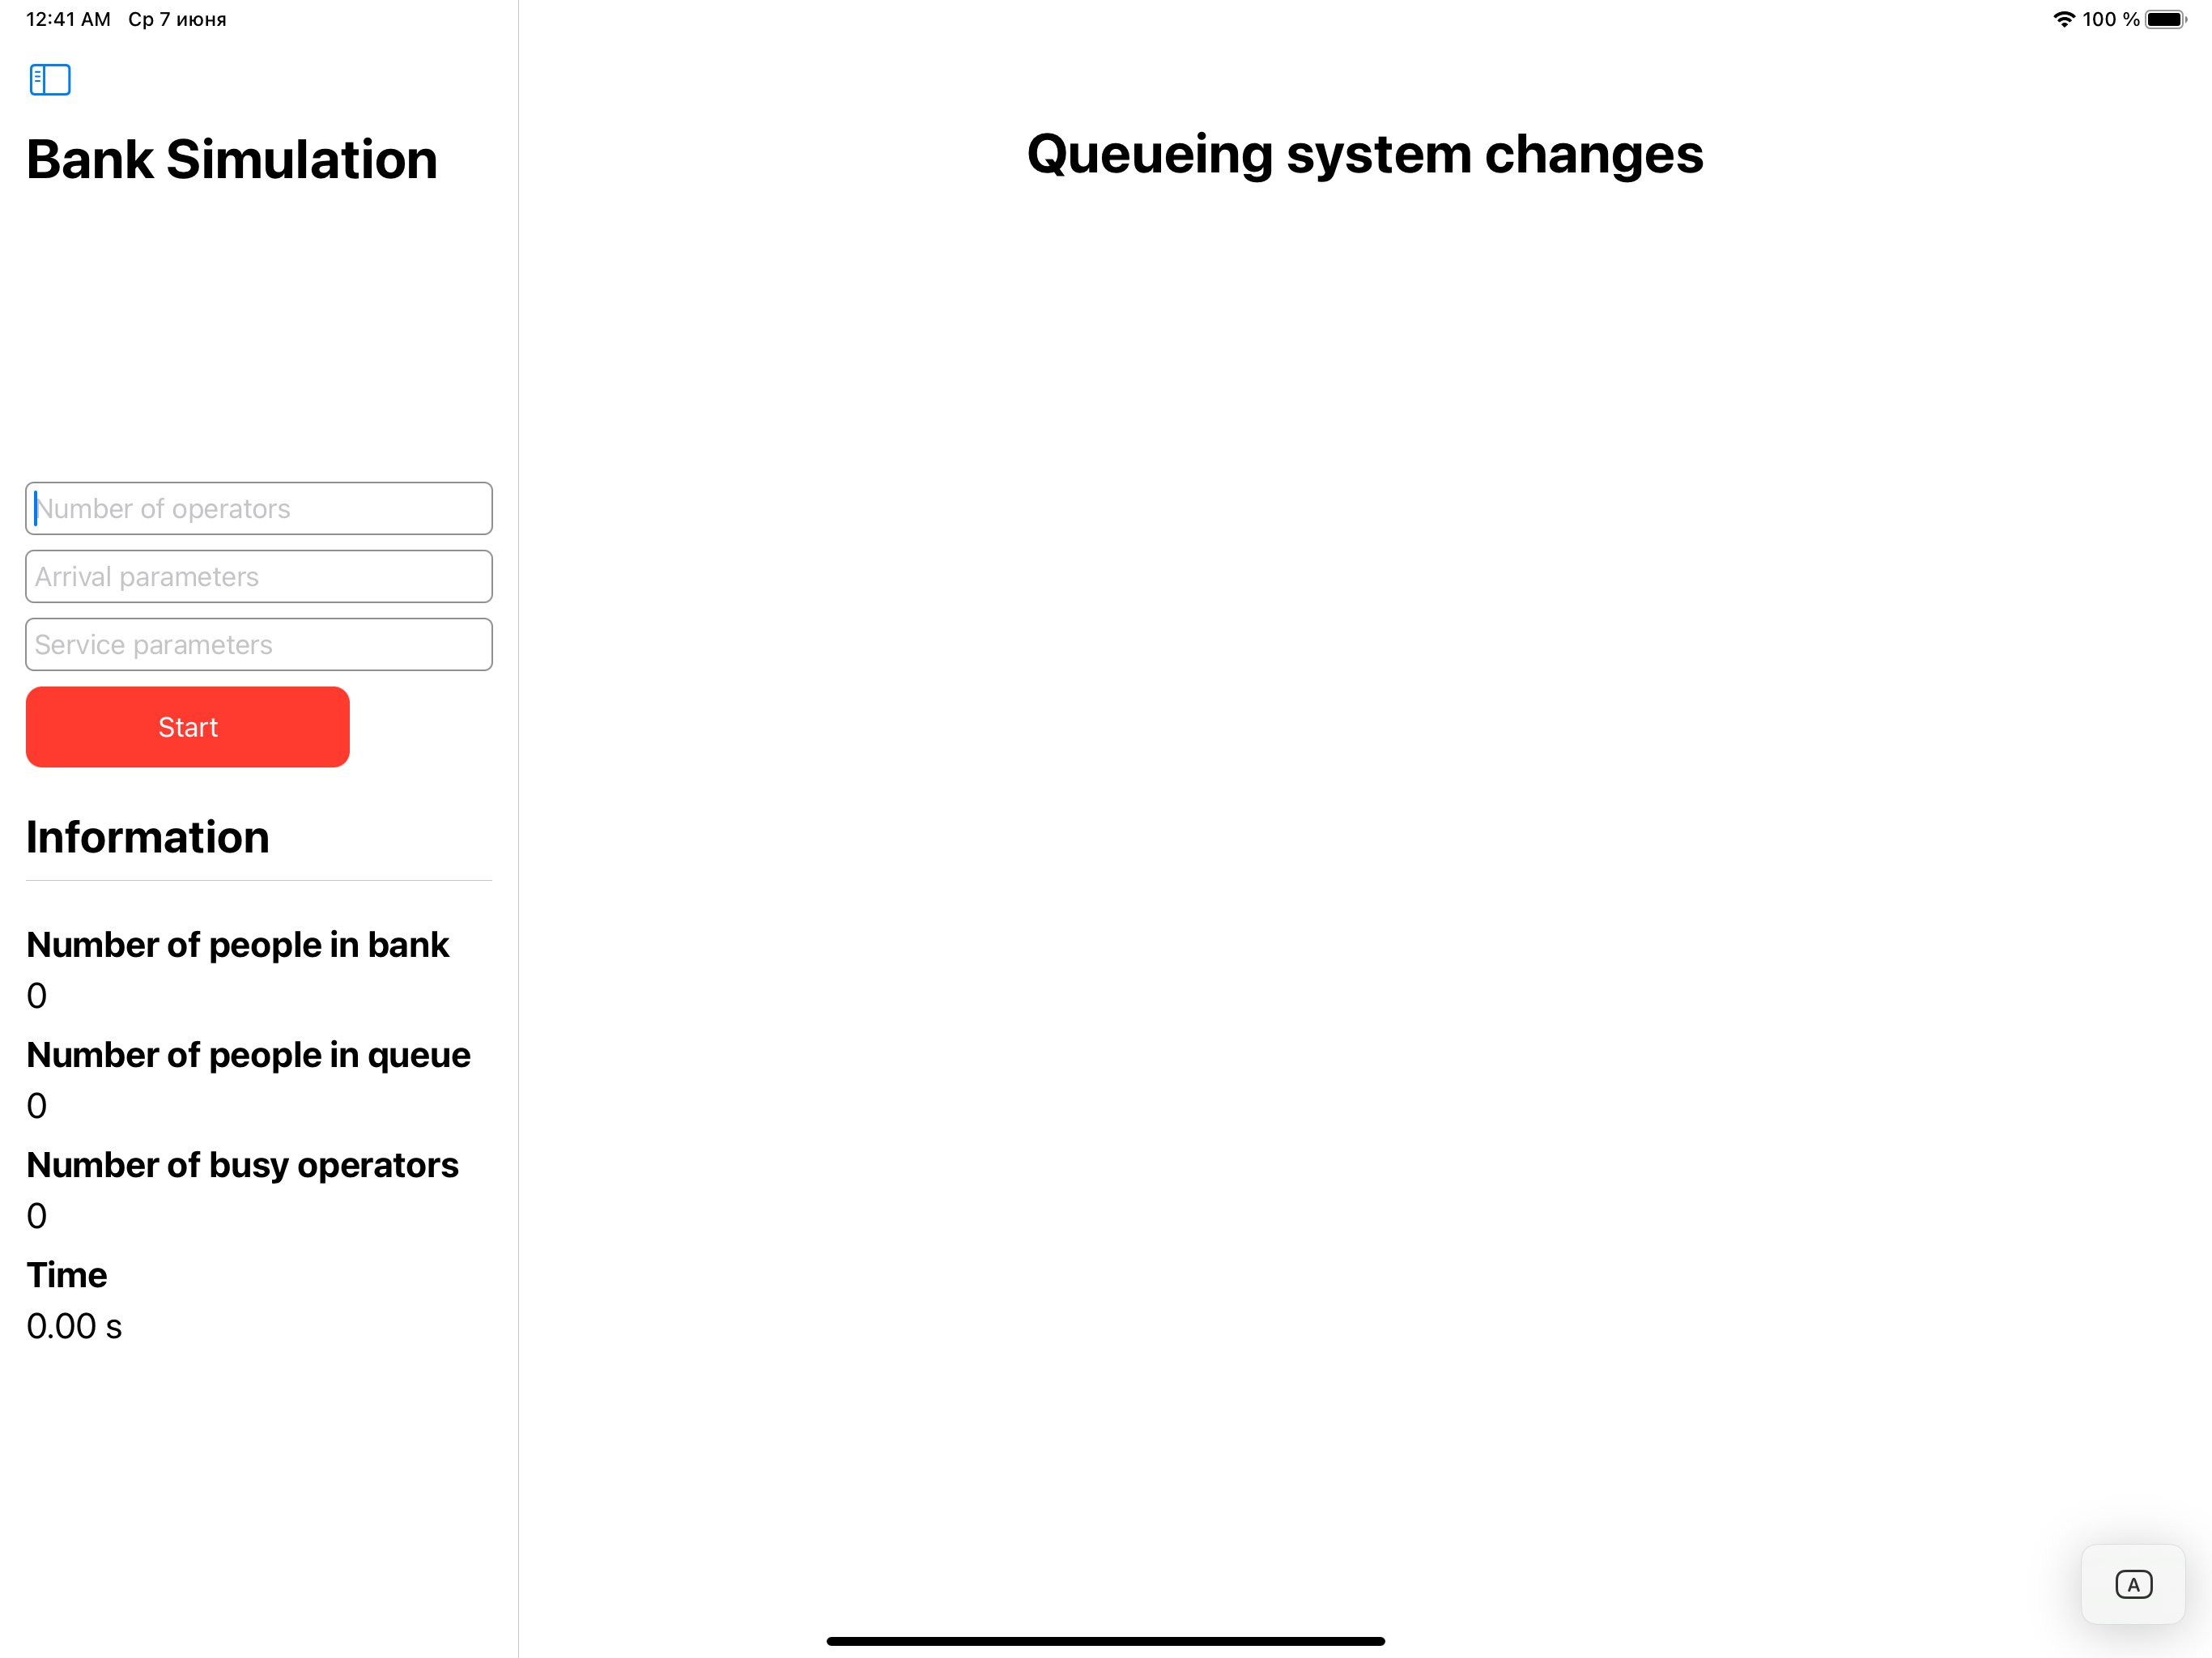 12:41 AM Ср 7 июня
100 %
Bank Simulation
Queueing system changes
Number of operators
Arrival parameters
Service parameters
Start
Information
Number of people in bank
0
Number of people in queue
0
Number of busy operators
0
Time
0.00 s
A